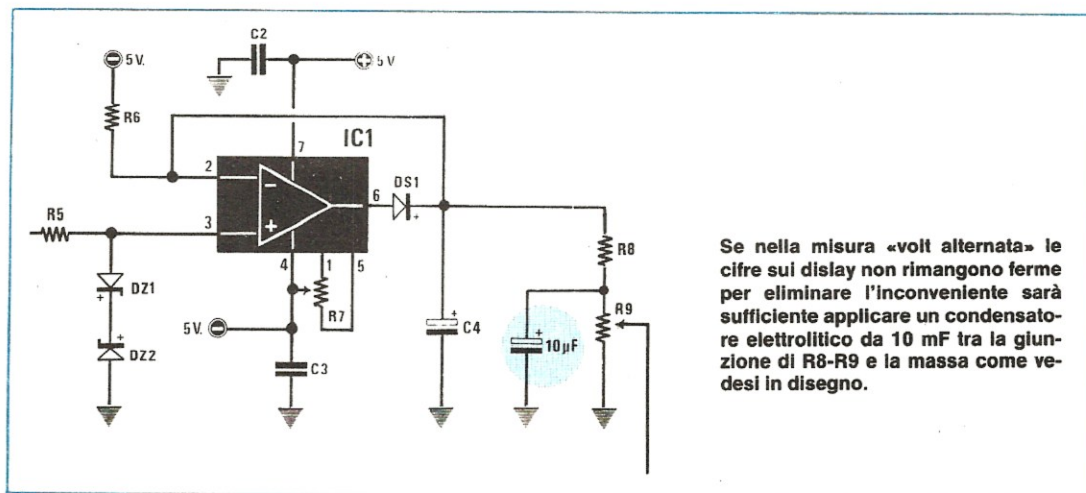 C2
5V.
5V
R6
IC1
7
2
6
DS1
R5
3
R8
4
1
5
R7
R9
DZ1
5V.
C4
10µF
DZ2
C3
Se nella misura «volt alternata» le
cifre sui dislay non rimangono ferme
per eliminare l'inconveniente sarà
sufficiente applicare un condensato-
re elettrolitico da 10 mF tra la giun-
zione di R8-R9 e la massa come ve-
desi in disegno.